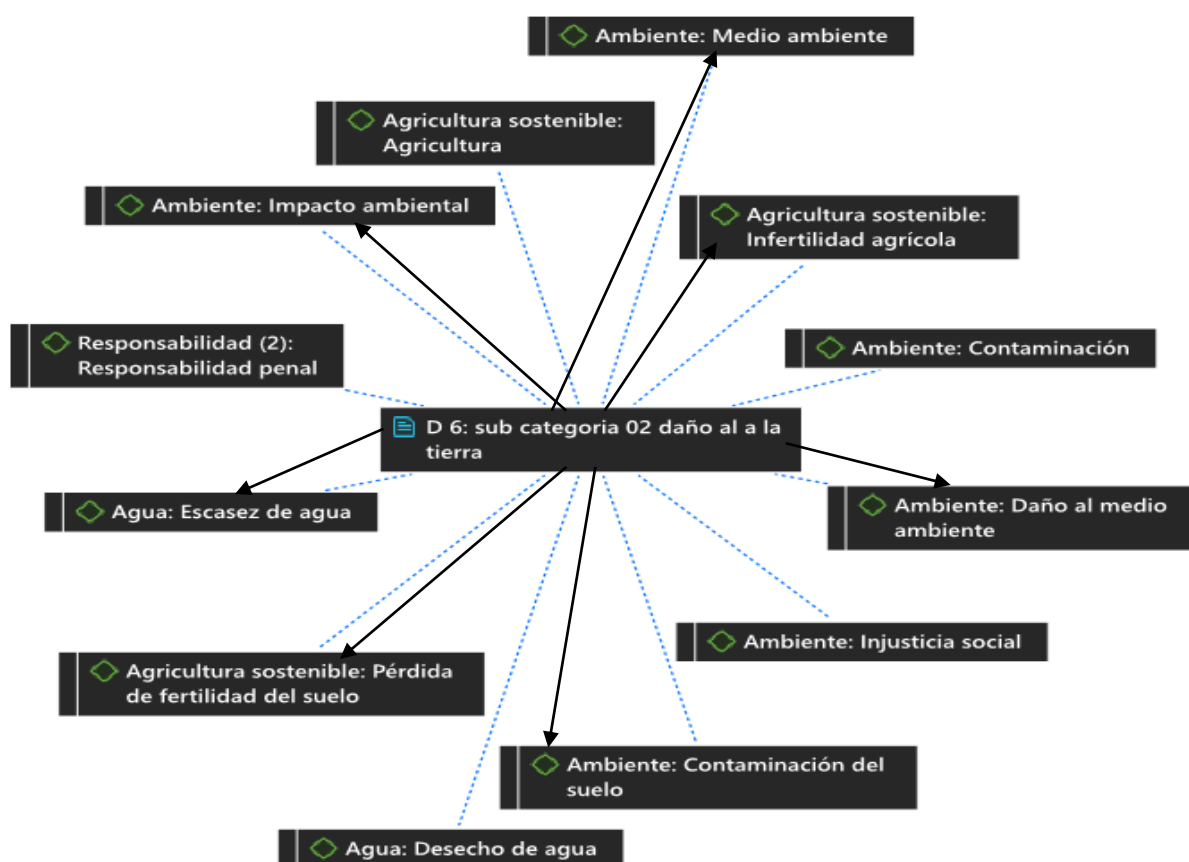 Ambiente: Medio ambiente
Agricultura sostenible:
Agricultura
Ambiente: Impacto ambiental
Agricultura sostenible:
Infertilidad agrícola
Responsabilidad (2):
Responsabilidad penal
Ambiente: Contaminación
D 6: sub categoria 02 daño al a la
tierra
Agua: Escasez de agua
Ambiente: Daño al medio
ambiente
Ambiente: Injusticia social
Agricultura sostenible: Pérdida
de fertilidad del suelo
Ambiente: Contaminación del
suelo
Agua: Desecho de agua